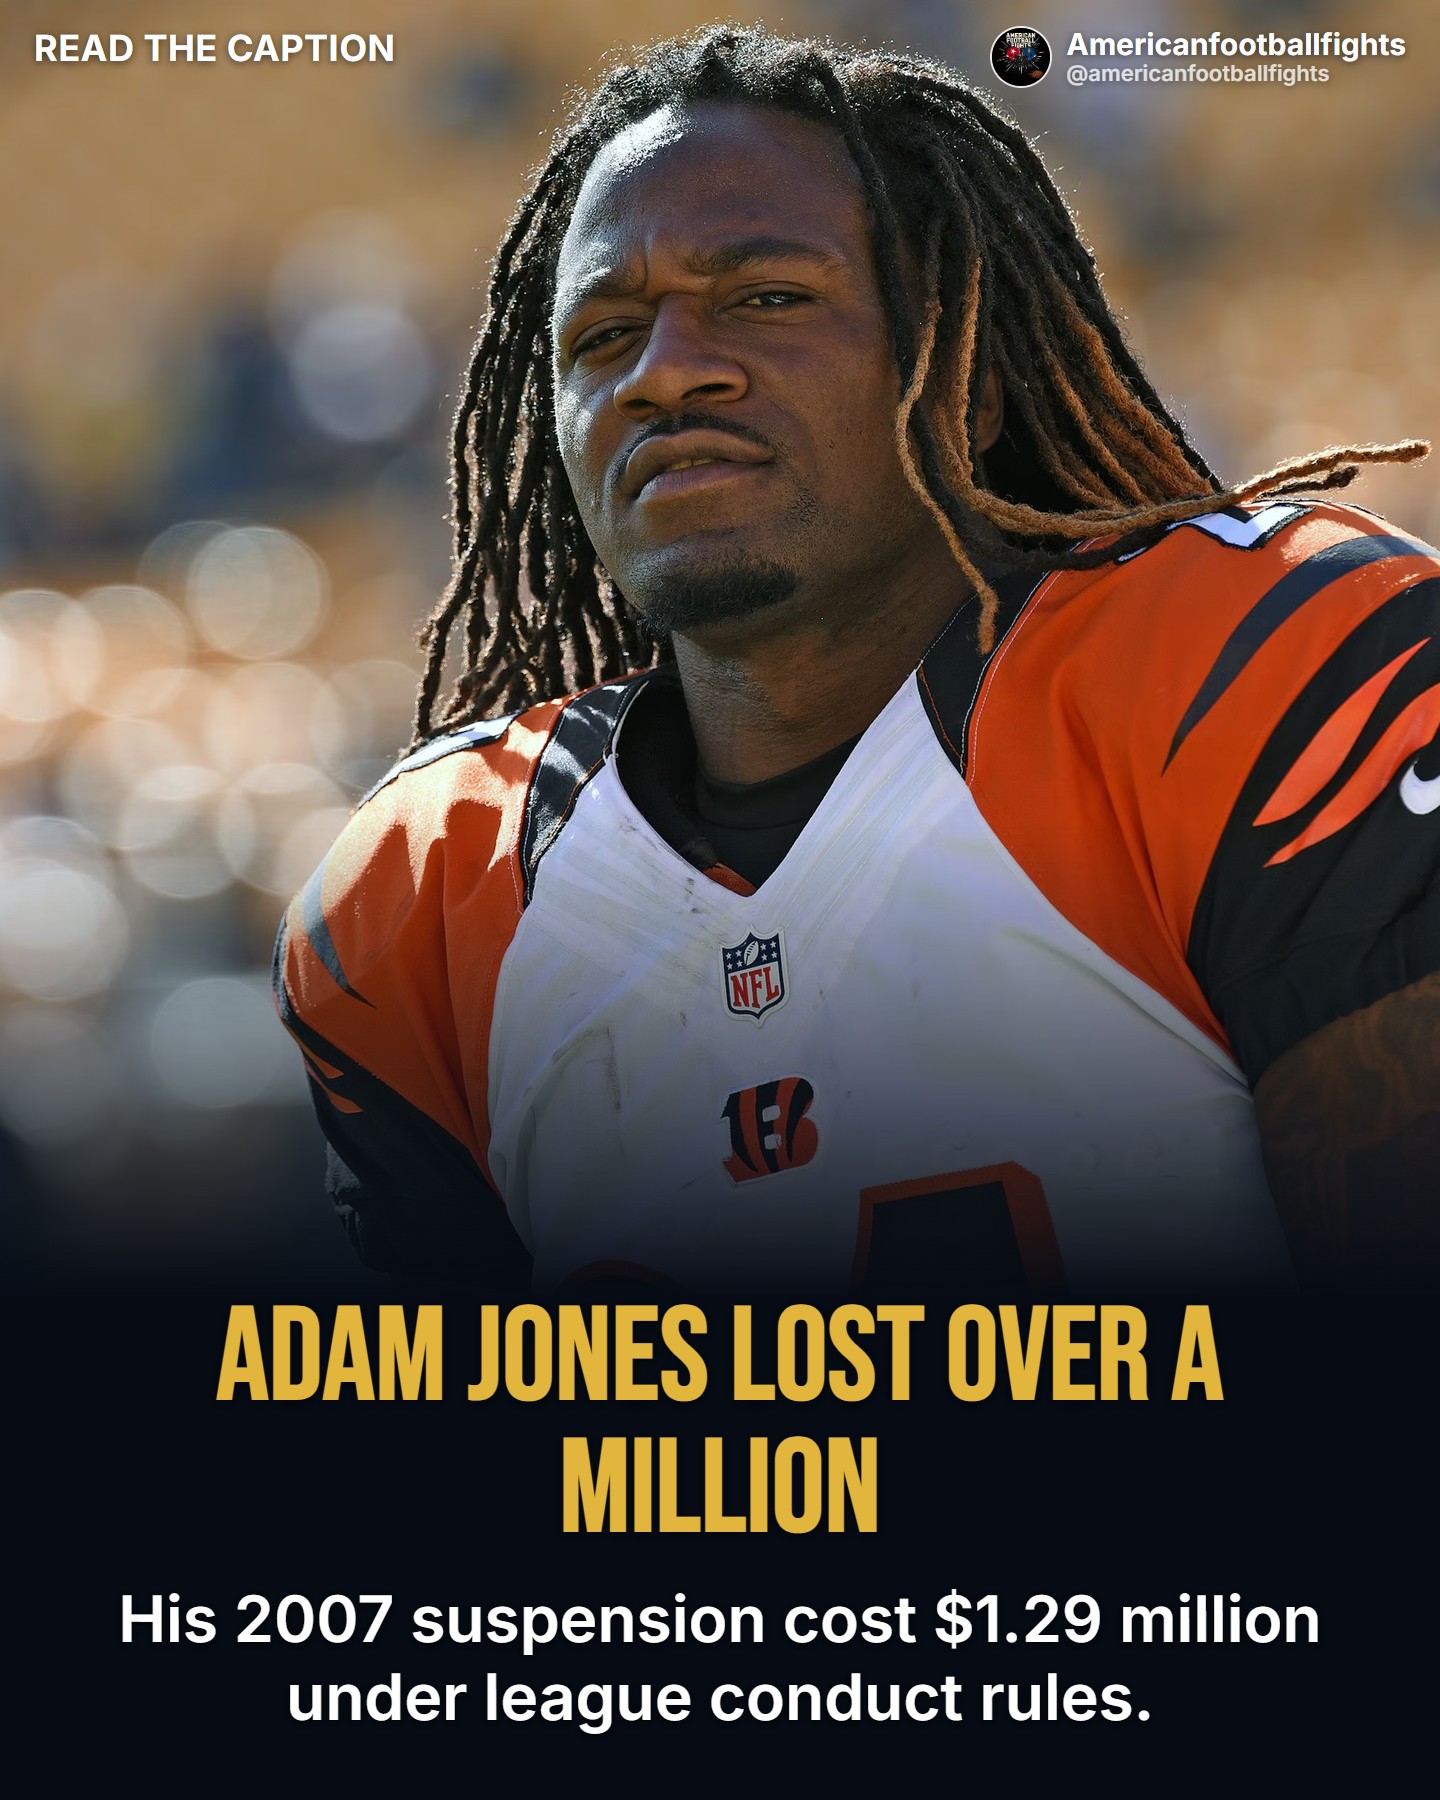 READ THE CAPTION
Americanfootballfights
@americanfootballfights
NFL
B
ADAM JONES LOST OVER A
MILLION
His 2007 suspension cost $1.29 million
under league conduct rules.